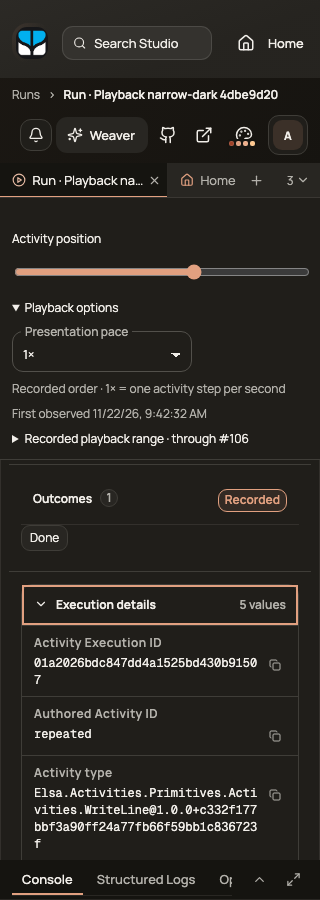 Search Studio
Home
Runs > Run · Playback narrow-dark 4dbe9d20
Weaver
A
Run · Playback na...
Home
3
Activity position
Playback options
Presentation pace
1×
Recorded order · 1× = one activity step per second
First observed 11/22/26, 9:42:32 AM
Recorded playback range · through #106
Outcomes 1
Recorded
Done
Execution details
5 values
Activity Execution ID
01a2026bdc847dd4a1525bd430b9150
7
Authored Activity ID
repeated
Activity type
Elsa.Activities.Primitives.Acti
vities.WriteLine@1.0.0+c332f177
bbf3a90ff24a77fb66f59bb1c836723
f
Console
Structured Logs